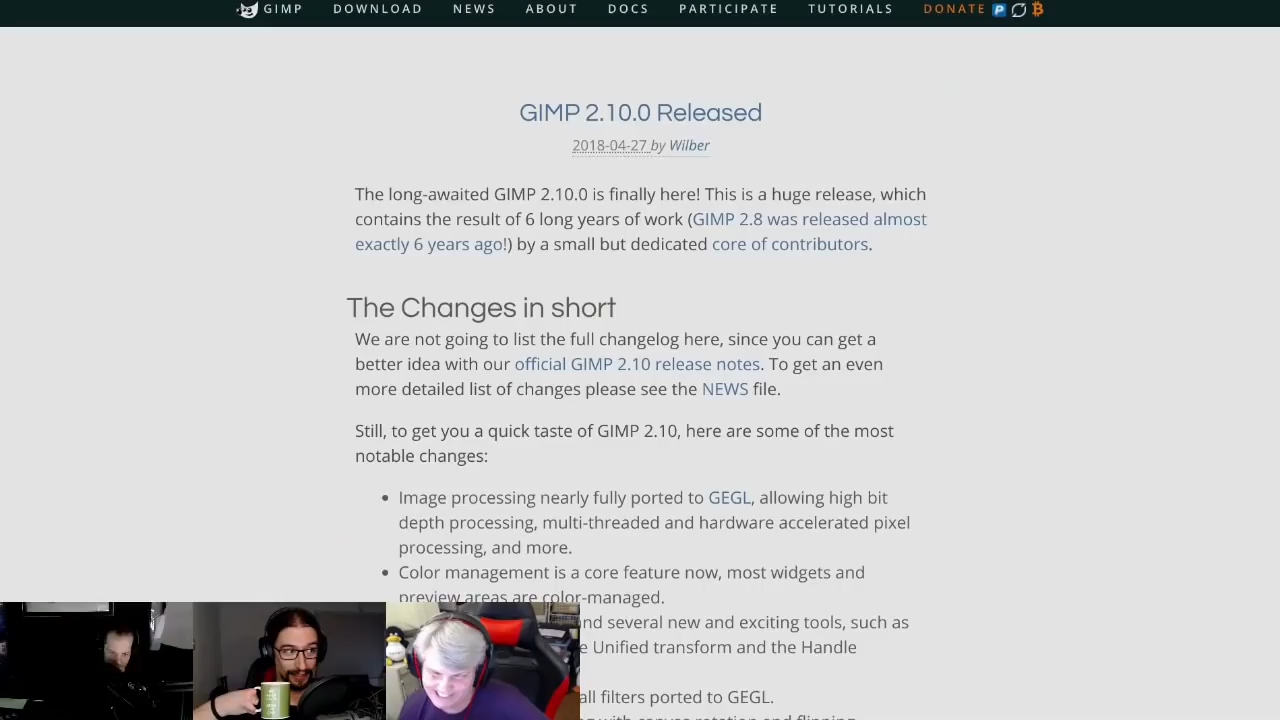 GIMP DOWNLOAD NEWS ABOUT DOCS PARTICIPATE TUTORIALS DONATE
GIMP 2.10.0 Released
2018-04-27 by Wilber
The long-awaited GIMP 2.10.0 is finally here! This is a huge release, which
contains the result of 6 long years of work (GIMP 2.8 was released almost
exactly 6 years ago!) by a small but dedicated core of contributors.
The Changes in short
We are not going to list the full changelog here, since you can get a
better idea with our official GIMP 2.10 release notes. To get an even
more detailed list of changes please see the NEWS file.
Still, to get you a quick taste of GIMP 2.10, here are some of the most
notable changes:
Image processing nearly fully ported to GEGL, allowing high bit
depth processing, multi-threaded and hardware accelerated pixel
processing, and more.
Color management is a core feature now, most widgets and
preview areas are color-managed.
nd several new and exciting tools, such as
e Unified transform and the Handle
all filters ported to GEGL.
ng with canvas rotation and flipping